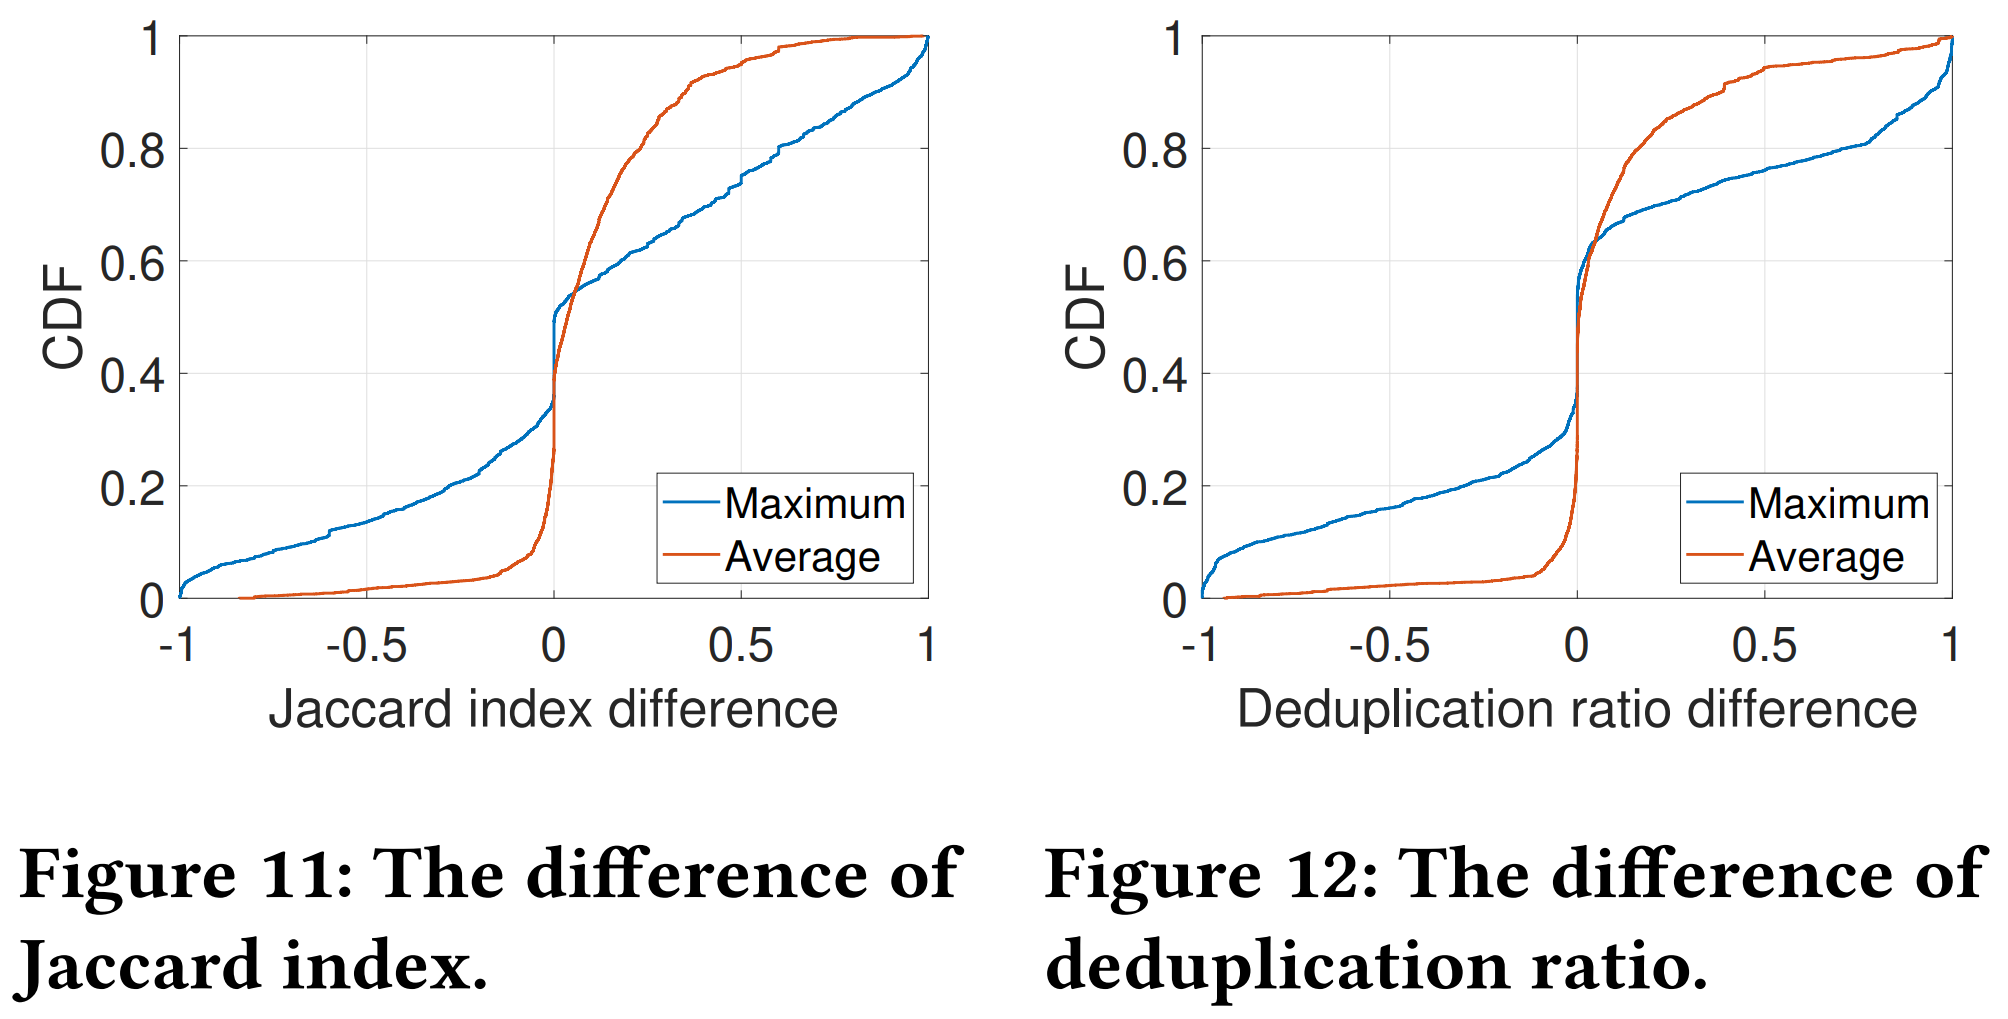 1
0.8
0.6
0.4
0.2
0
CDF
-1
-0.5
0
0.5
1
Jaccard index difference
Maximum
Average
Figure 11: The difference of
Jaccard index.
1
0.8
0.6
0.4
0.2
0
CDF
-1
-0.5
0
0.5
1
Deduplication ratio difference
Maximum
Average
Figure 12: The difference of
deduplication ratio.